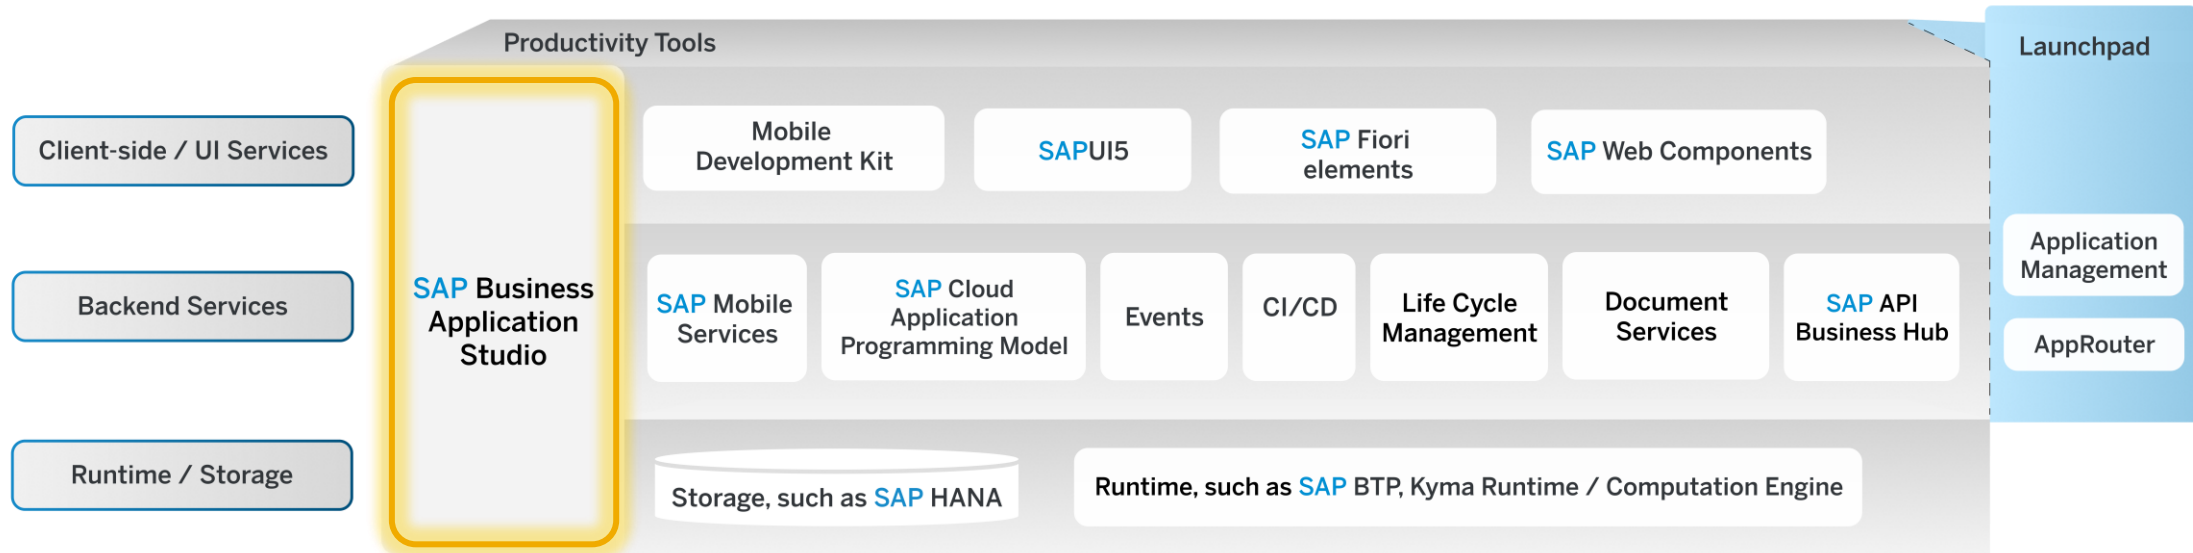 Productivity Tools
Launchpad
Client-side / UI Services
Mobile
Development Kit
SAPUI5
SAP Fiori
elements
SAP Web Components
Backend Services
SAP Business
Application
Studio
SAP Mobile
Services
SAP Cloud
Application
Programming Model
Events
CI/CD
Life Cycle
Management
Document
Services
SAP API
Business Hub
Application
Management
AppRouter
Runtime / Storage
Storage, such as SAP HANA
Runtime, such as SAP BTP, Kyma Runtime / Computation Engine